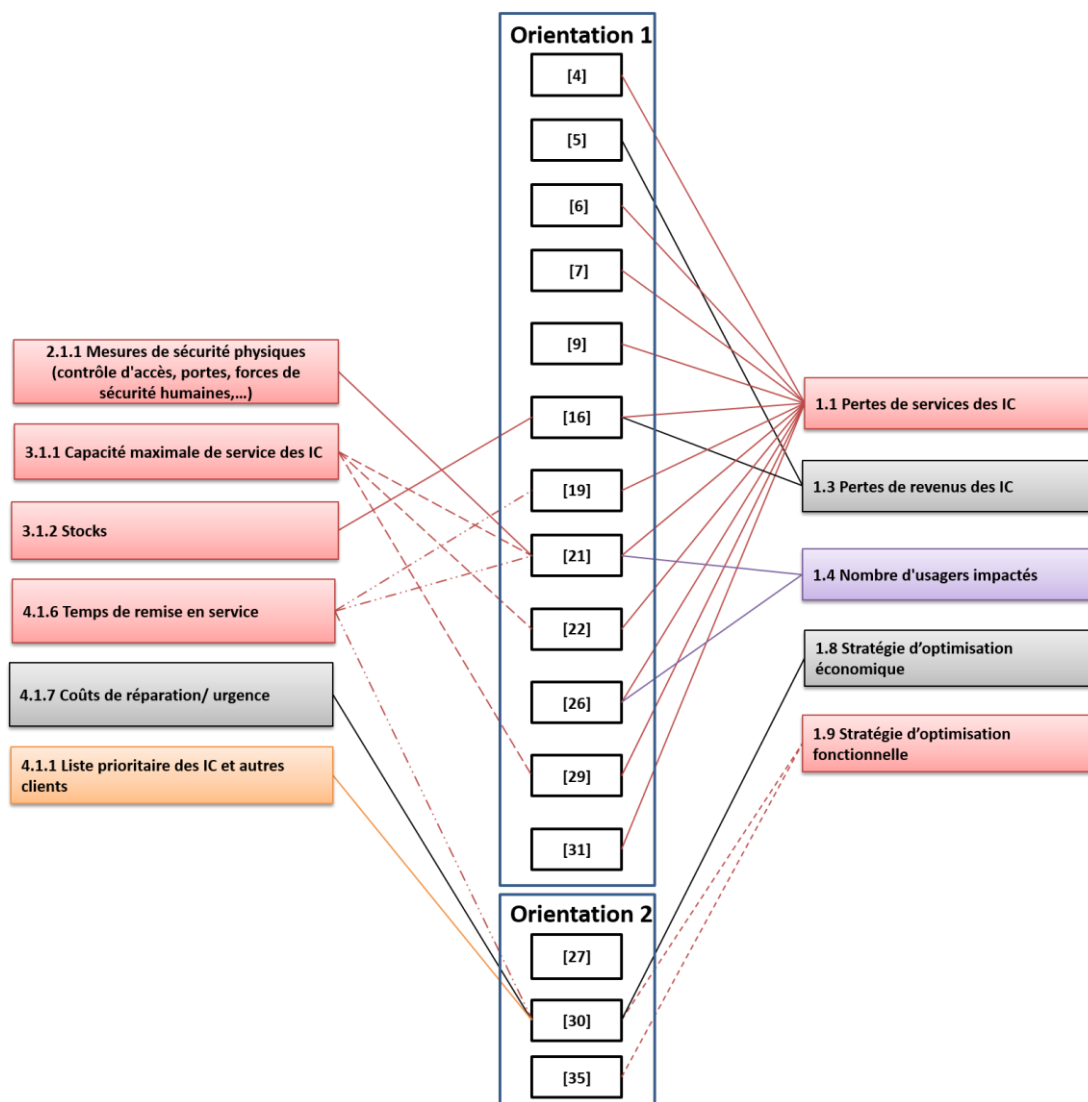 Orientation 1
[4]
[5]
[6]
[7]
[9]
[16]
[19]
[21]
[22]
[26]
[29]
[31]
Orientation 2
[27]
[30]
[35]
2.1.1 Mesures de sécurité physiques
(contrôle d'accès, portes, forces de
sécurité humaines,...)
3.1.1 Capacité maximale de service des IC
3.1.2 Stocks
4.1.6 Temps de remise en service
4.1.7 Coûts de réparation/ urgence
4.1.1 Liste prioritaire des IC et autres
clients
1.1 Pertes de services des IC
1.3 Pertes de revenus des IC
1.4 Nombre d'usagers impactés
1.8 Stratégie d’optimisation
économique
1.9 Stratégie d’optimisation
fonctionnelle